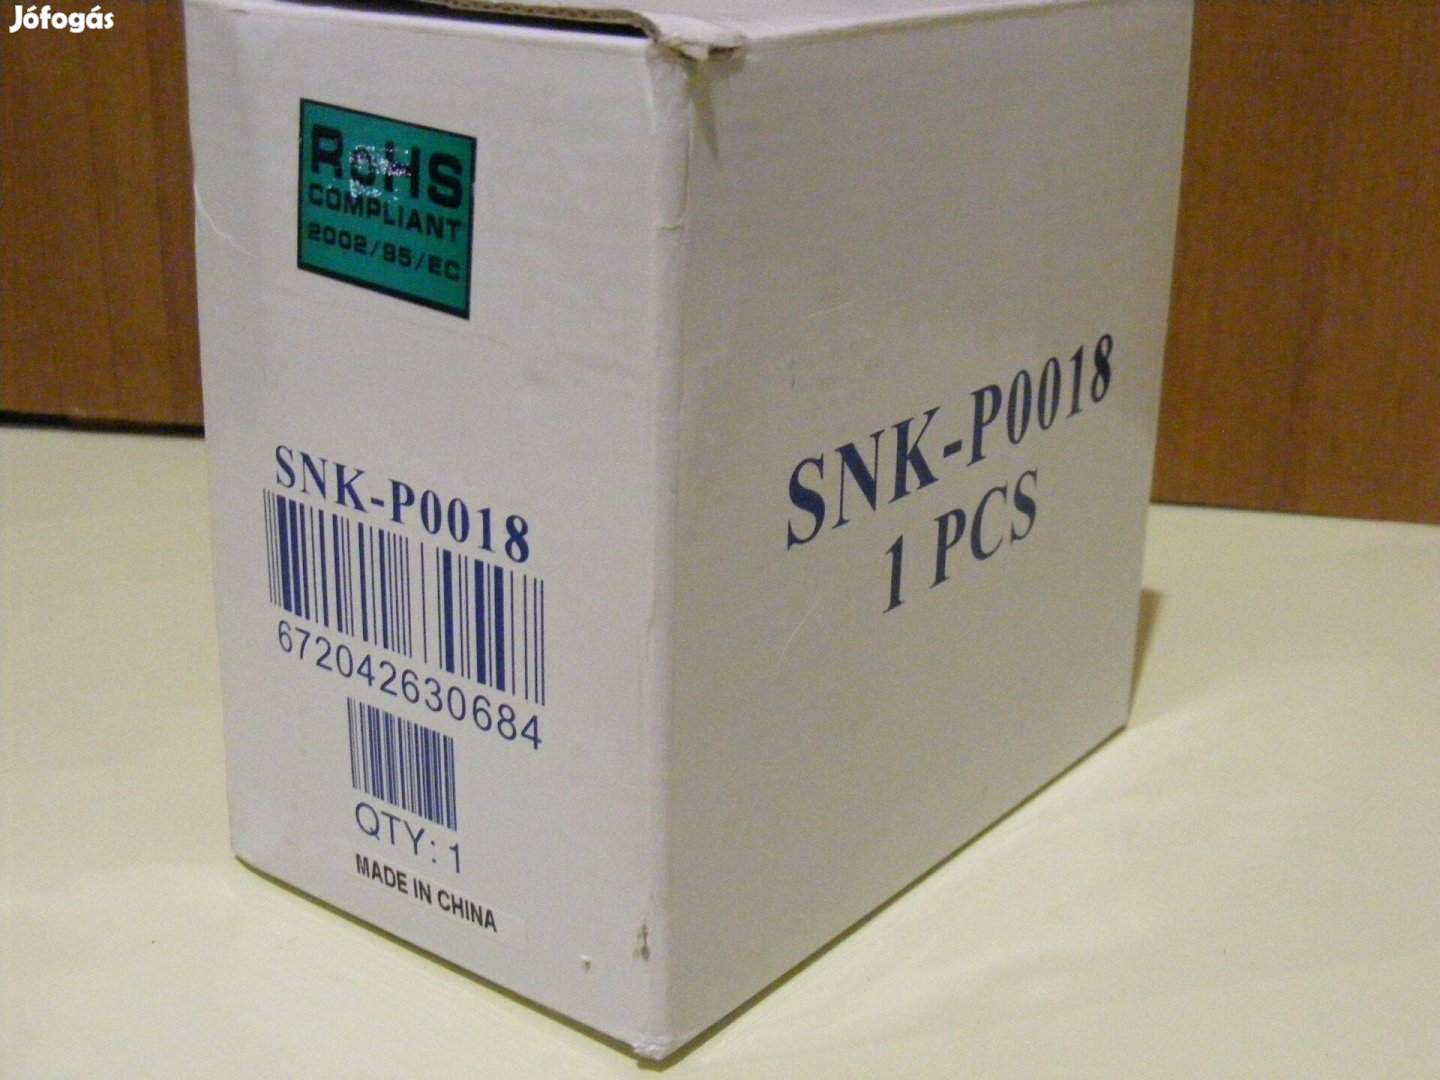 Jófogás
RoHS
COMPLIANT
2002/95/EC
SNK-P0018
672042630684
QTY: 1
MADE IN CHINA
SNK-P0018
1 PCS